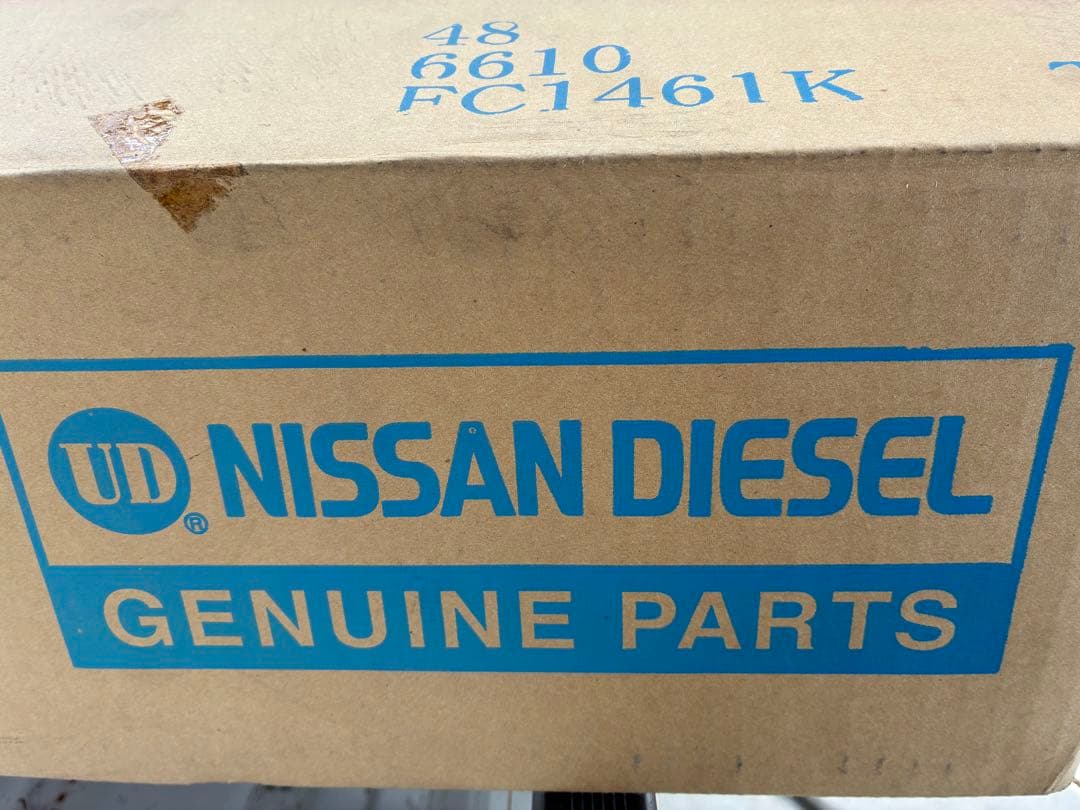 48
6610
FC1461K
UD® NISSAN DIESEL
GENUINE PARTS